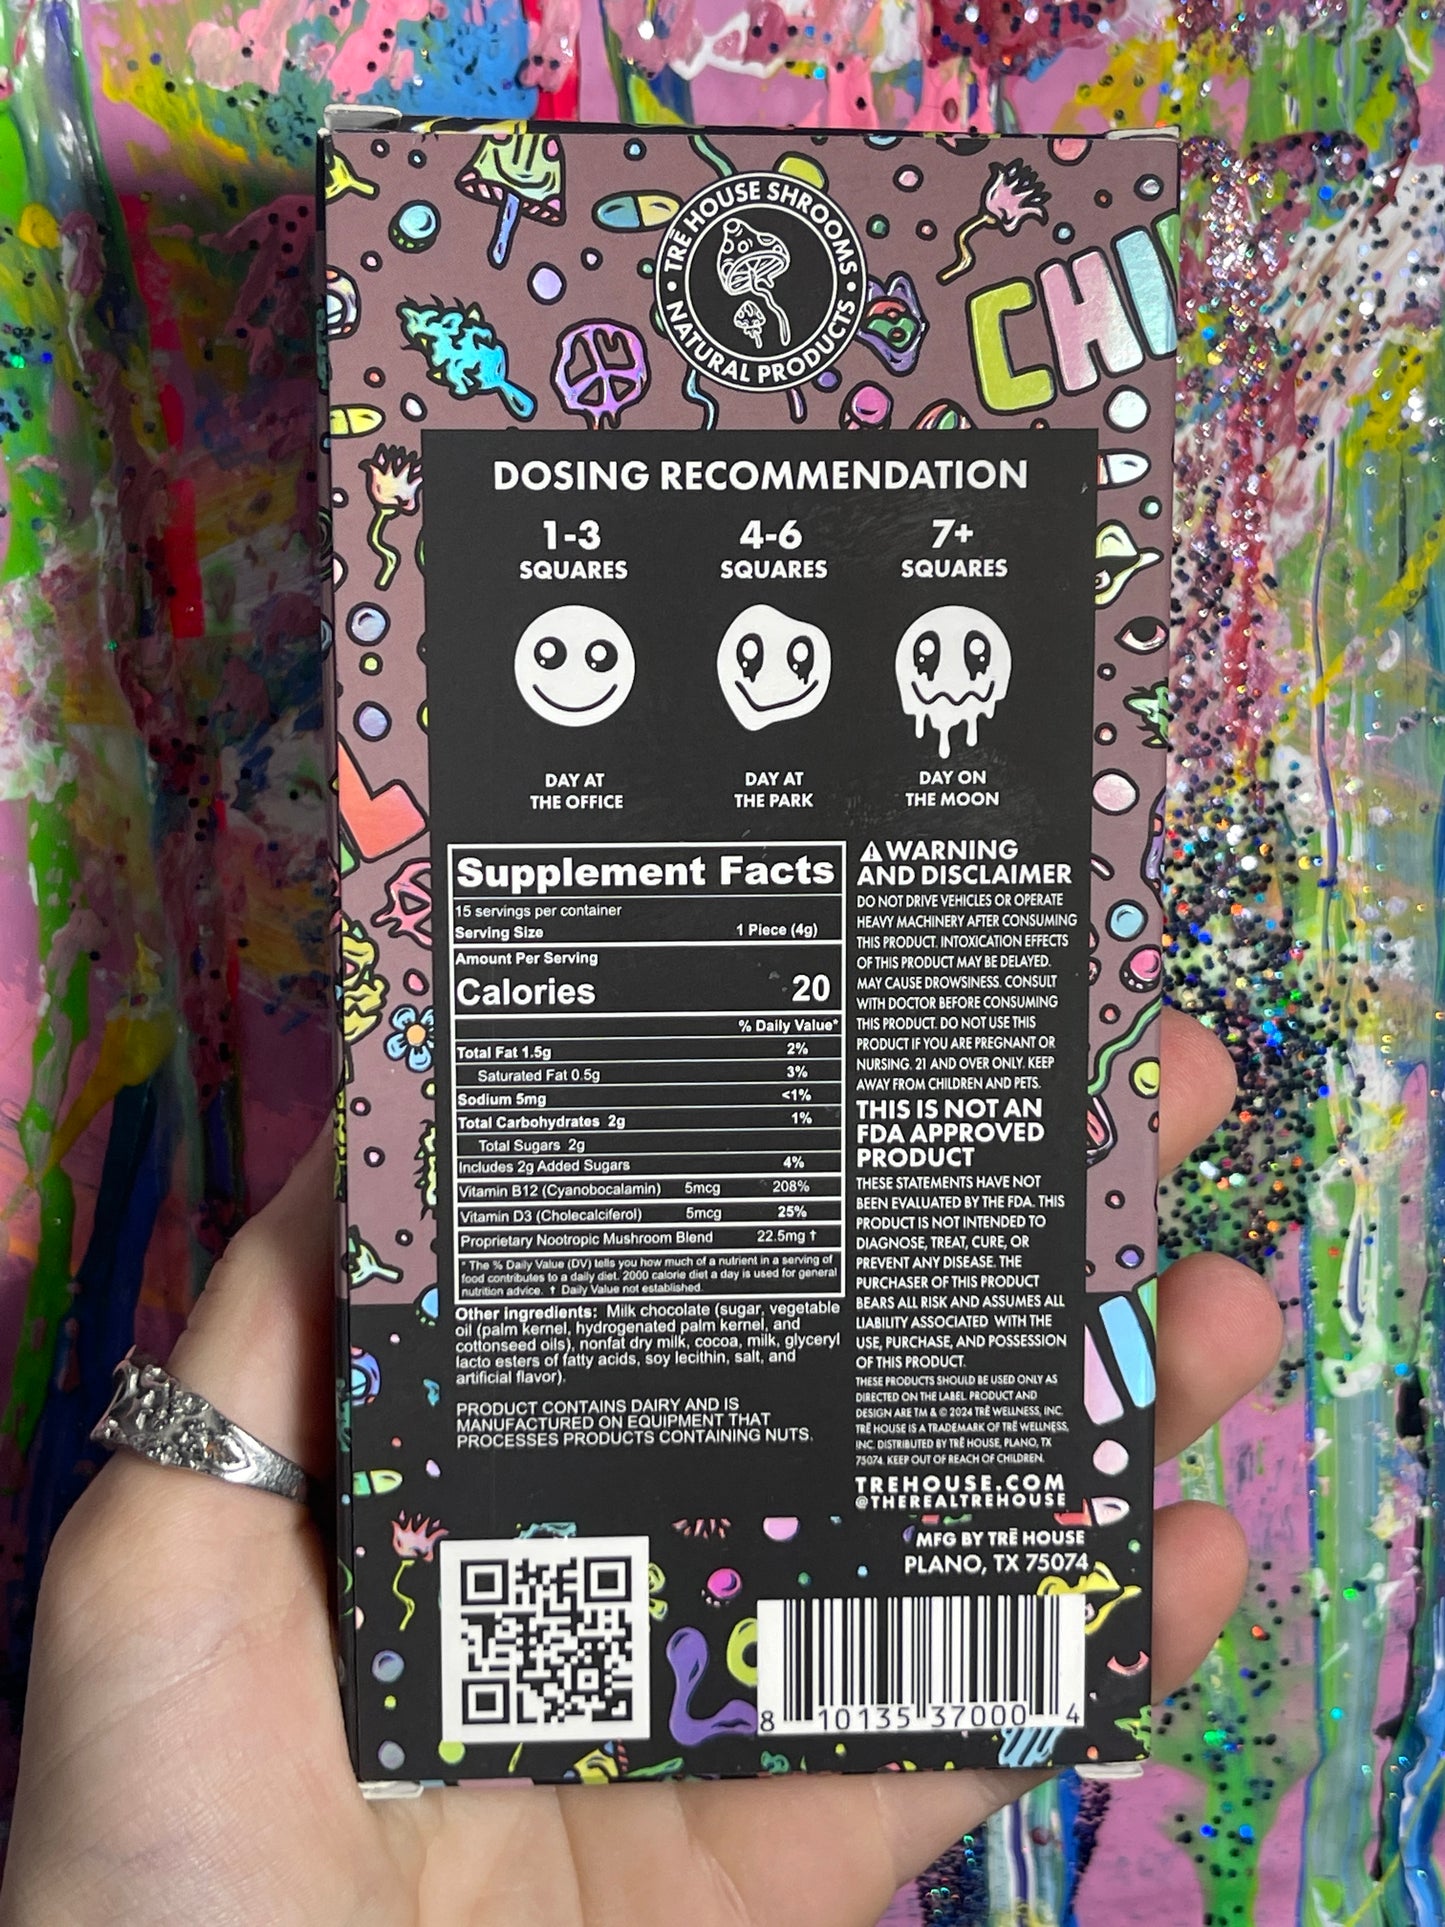 TRĒ HOUSE SHROOMS
NATURAL PRODUCTS
CHI
DOSING RECOMMENDATION
1-3
SQUARES
4-6
SQUARES
7+
SQUARES
DAY AT
THE OFFICE
DAY AT
THE PARK
DAY ON
THE MOON
Supplement Facts
15 servings per container
Serving Size 1 Piece (4g)
Amount Per Serving
Calories 20
% Daily Value*
Total Fat 1.5g 2%
Saturated Fat 0.5g 3%
Sodium 5mg <1%
Total Carbohydrates 2g 1%
Total Sugars 2g
Includes 2g Added Sugars 4%
Vitamin B12 (Cyanobocalamin) 5mcg 208%
Vitamin D3 (Cholecalciferol) 5mcg 25%
Proprietary Nootropic Mushroom Blend 22.5mg †
* The % Daily Value (DV) tells you how much of a nutrient in a serving of
food contributes to a daily diet. 2000 calorie diet a day is used for general
nutrition advice. † Daily Value not established.
Other ingredients: Milk chocolate (sugar, vegetable
oil (palm kernel, hydrogenated palm kernel, and
cottonseed oils), nonfat dry milk, cocoa, milk, glyceryl
lacto esters of fatty acids, soy lecithin, salt, and
artificial flavor).
PRODUCT CONTAINS DAIRY AND IS
MANUFACTURED ON EQUIPMENT THAT
PROCESSES PRODUCTS CONTAINING NUTS.
WARNING
AND DISCLAIMER
DO NOT DRIVE VEHICLES OR OPERATE
HEAVY MACHINERY AFTER CONSUMING
THIS PRODUCT. INTOXICATION EFFECTS
OF THIS PRODUCT MAY BE DELAYED.
MAY CAUSE DROWSINESS. CONSULT
WITH DOCTOR BEFORE CONSUMING
THIS PRODUCT. DO NOT USE THIS
PRODUCT IF YOU ARE PREGNANT OR
NURSING. 21 AND OVER ONLY. KEEP
AWAY FROM CHILDREN AND PETS.
THIS IS NOT AN
FDA APPROVED
PRODUCT
THESE STATEMENTS HAVE NOT
BEEN EVALUATED BY THE FDA. THIS
PRODUCT IS NOT INTENDED TO
DIAGNOSE, TREAT, CURE, OR
PREVENT ANY DISEASE. THE
PURCHASER OF THIS PRODUCT
BEARS ALL RISK AND ASSUMES ALL
LIABILITY ASSOCIATED WITH THE
USE, PURCHASE, AND POSSESSION
OF THIS PRODUCT.
THESE PRODUCTS SHOULD BE USED ONLY AS
DIRECTED ON THE LABEL. PRODUCT AND
DESIGN ARE TM & © 2024 TRĒ WELLNESS, INC.
TRĒ HOUSE IS A TRADEMARK OF TRĒ WELLNESS,
INC. DISTRIBUTED BY TRĒ HOUSE, PLANO, TX
75074. KEEP OUT OF REACH OF CHILDREN.
TREHOUSE.COM
@THEREALTREHOUSE
MFG BY TRĒ HOUSE
PLANO, TX 75074
8 10135 37000 4